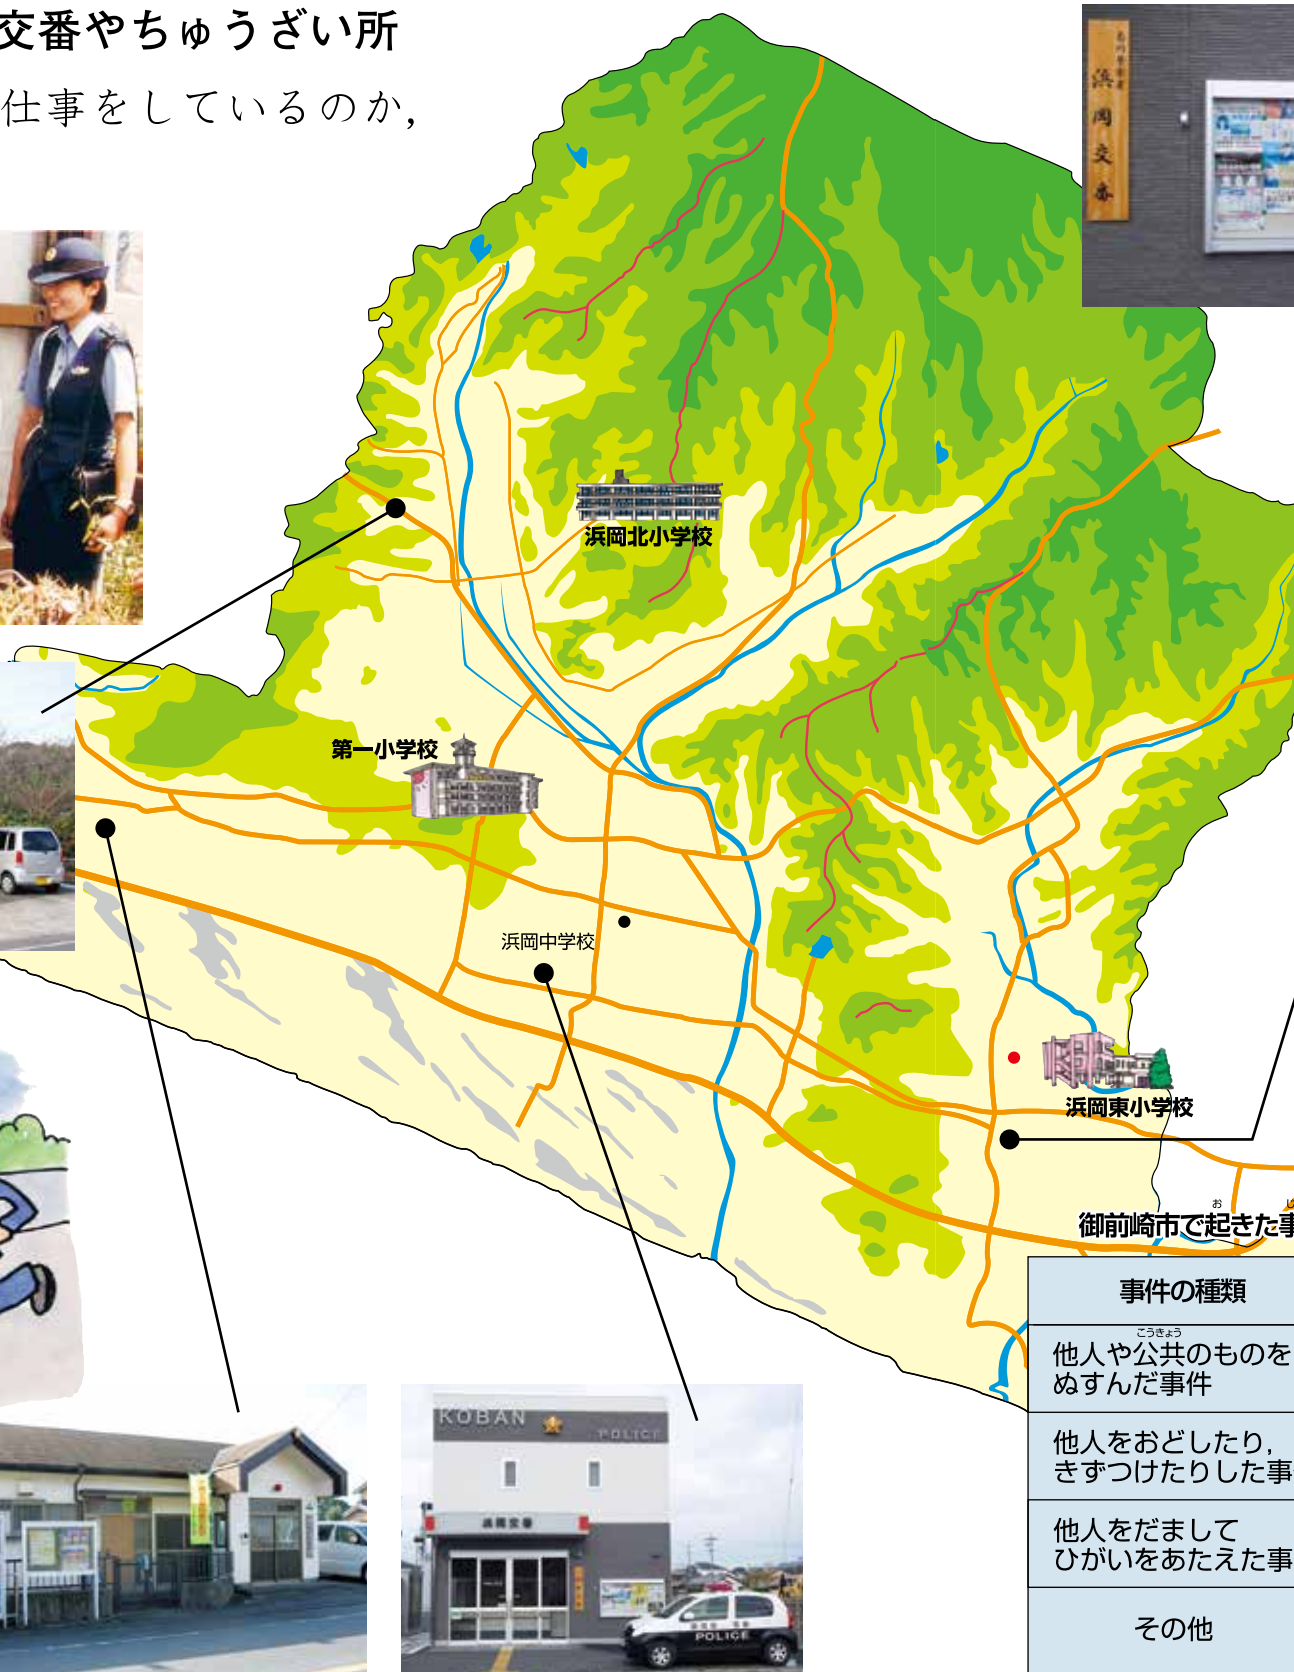 交番やちゅうざい所
仕事をしているのか,
浜岡交番
浜岡北小学校
第一小学校
浜岡中学校
浜岡東小学校
御前崎市で起きた事
お
事件の種類
こうきょう
他人や公共のものを
ぬすんだ事件
他人をおどしたり,
きずつけたりした事
他人をだまして
ひがいをあたえた事
その他
KOBAN
POLICE
浜岡交番
POLICE